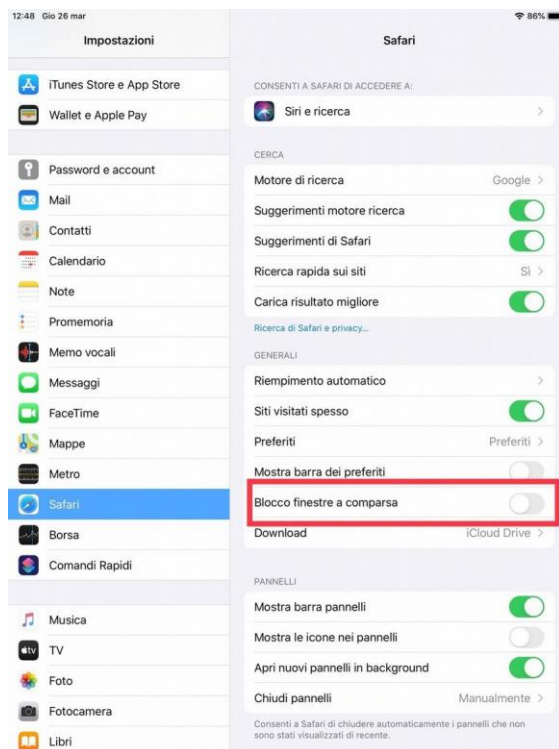 12:48 Gio 26 mar
86%
Impostazioni
iTunes Store e App Store
Wallet e Apple Pay
Password e account
Mail
Contatti
Calendario
Note
Promemoria
Memo vocali
Messaggi
FaceTime
Mappe
Metro
Safari
Borsa
Comandi Rapidi
Musica
tv
TV
Foto
Fotocamera
Libri
Safari
CONSENTI A SAFARI DI ACCEDERE A:
Siri e ricerca
CERCA
Motore di ricerca Google
Suggerimenti motore ricerca
Suggerimenti di Safari
Ricerca rapida sui siti Sì
Carica risultato migliore
Ricerca di Safari e privacy...
GENERALI
Riempimento automatico
Siti visitati spesso
Preferiti Preferiti
Mostra barra dei preferiti
Blocco finestre a comparsa
Download iCloud Drive
PANNELLI
Mostra barra pannelli
Mostra le icone nei pannelli
Apri nuovi pannelli in background
Chiudi pannelli Manualmente
Consenti a Safari di chiudere automaticamente i pannelli che non
sono stati visualizzati di recente.